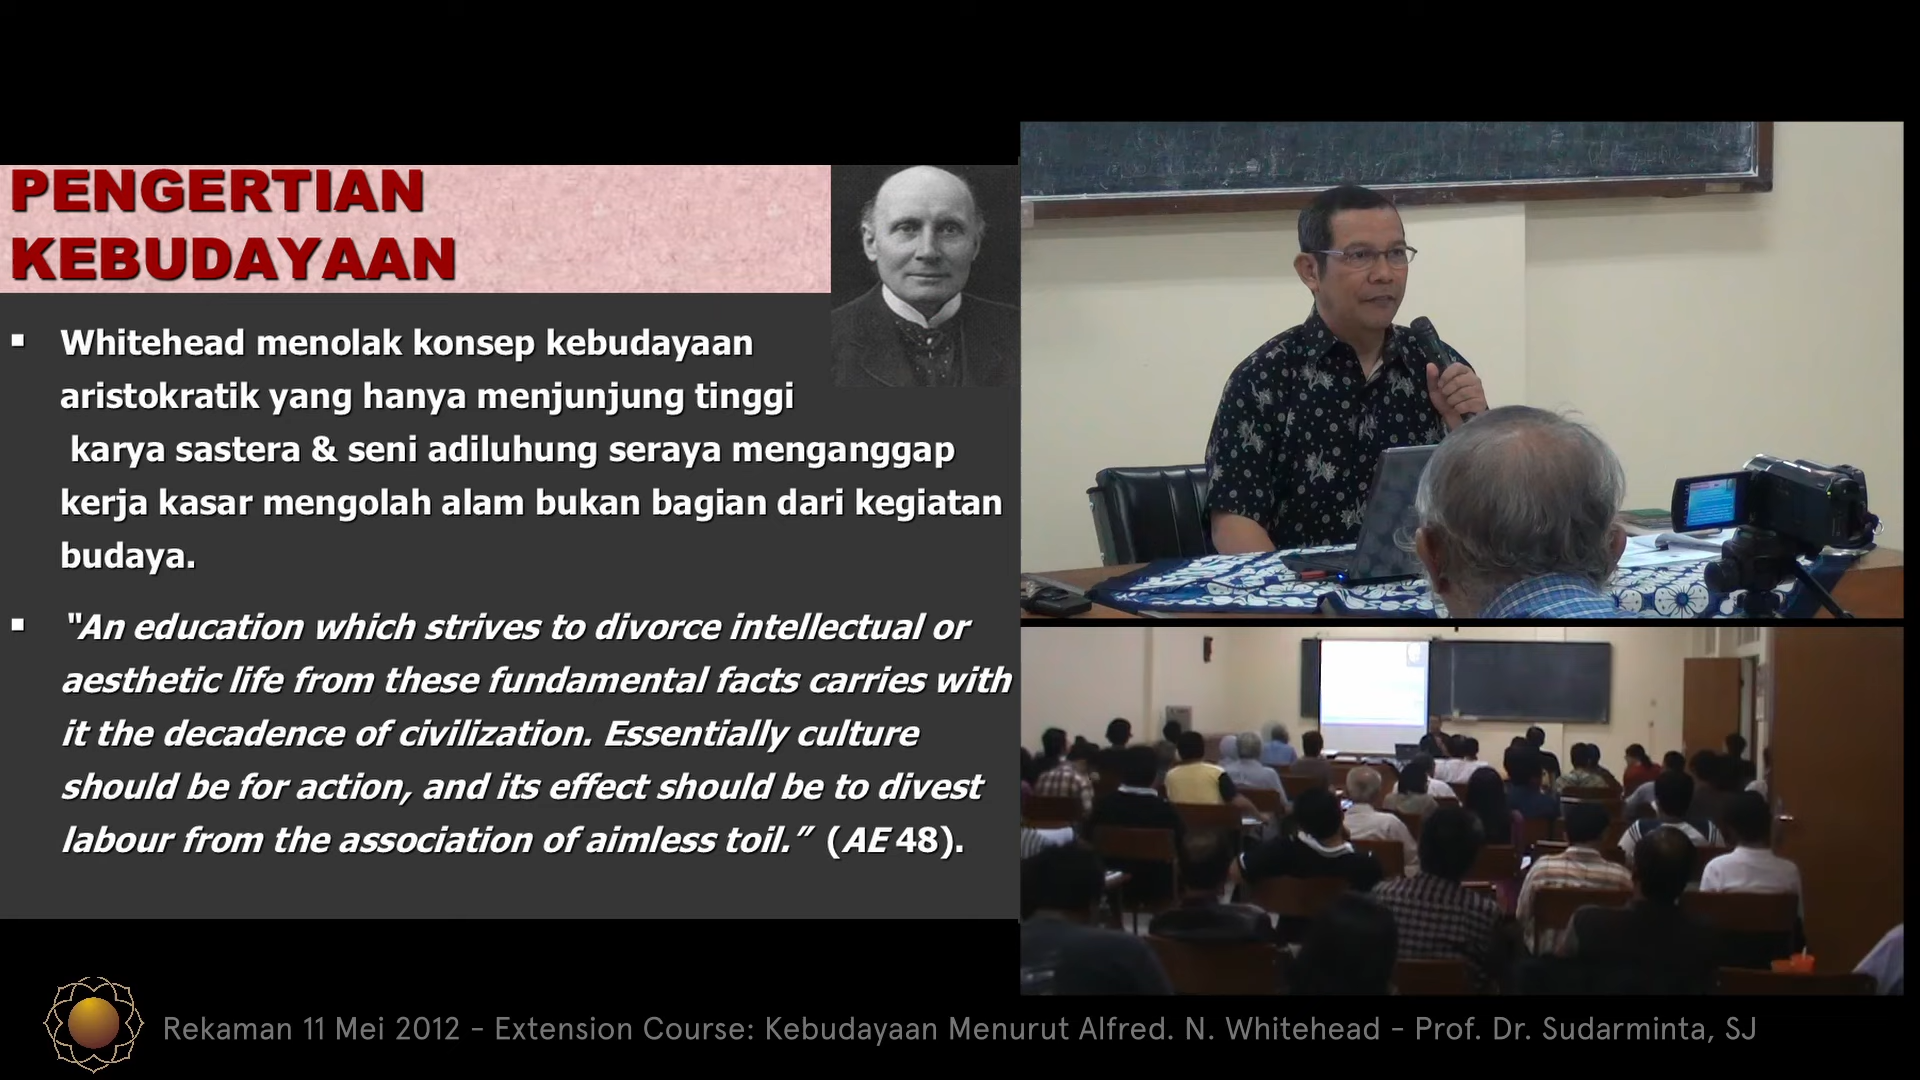 PENGERTIAN
KEBUDAYAAN
▪ Whitehead menolak konsep kebudayaan
aristokratik yang hanya menjunjung tinggi
karya sastera & seni adiluhung seraya menganggap
kerja kasar mengolah alam bukan bagian dari kegiatan
budaya.
▪ “An education which strives to divorce intellectual or
aesthetic life from these fundamental facts carries with
it the decadence of civilization. Essentially culture
should be for action, and its effect should be to divest
labour from the association of aimless toil.” (AE 48).
Rekaman 11 Mei 2012 - Extension Course: Kebudayaan Menurut Alfred. N. Whitehead - Prof. Dr. Sudarminta, SJ